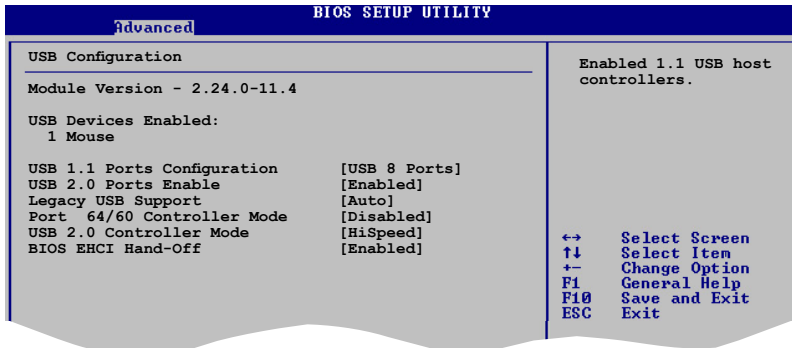 BIOS SETUP UTILITY
Advanced
USB Configuration
Module Version - 2.24.0-11.4
USB Devices Enabled:
1 Mouse
USB 1.1 Ports Configuration [USB 8 Ports]
USB 2.0 Ports Enable [Enabled]
Legacy USB Support [Auto]
Port 64/60 Controller Mode [Disabled]
USB 2.0 Controller Mode [HiSpeed]
BIOS EHCI Hand-Off [Enabled]
Enabled 1.1 USB host
controllers.
←→ Select Screen
↑↓ Select Item
+- Change Option
F1 General Help
F10 Save and Exit
ESC Exit